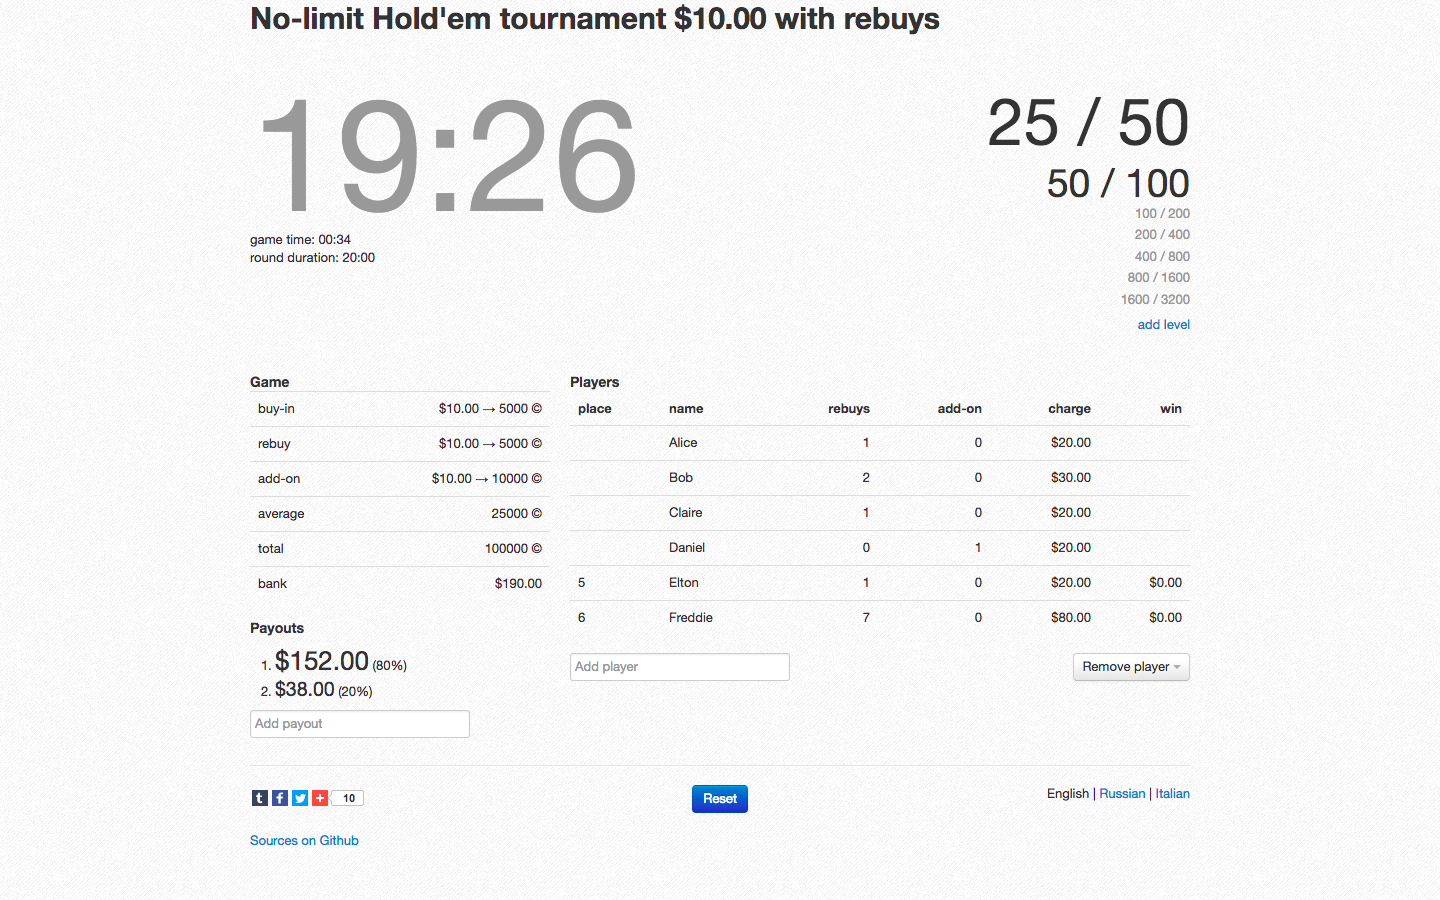 No-limit Hold'em tournament $10.00 with rebuys
19:26
game time: 00:34
round duration: 20:00
25 / 50
50 / 100
100 / 200
200 / 400
400 / 800
800 / 1600
1600 / 3200
add level
Game
buy-in $10.00 → 5000 ©
rebuy $10.00 → 5000 ©
add-on $10.00 → 10000 ©
average 25000 ©
total 100000 ©
bank $190.00
Payouts
1. $152.00 (80%)
2. $38.00 (20%)
Add payout
Players
place name rebuys add-on charge win
Alice 1 0 $20.00
Bob 2 0 $30.00
Claire 1 0 $20.00
Daniel 0 1 $20.00
5 Elton 1 0 $20.00 $0.00
6 Freddie 7 0 $80.00 $0.00
Add player Remove player
t f + 10 Reset English | Russian | Italian
Sources on Github